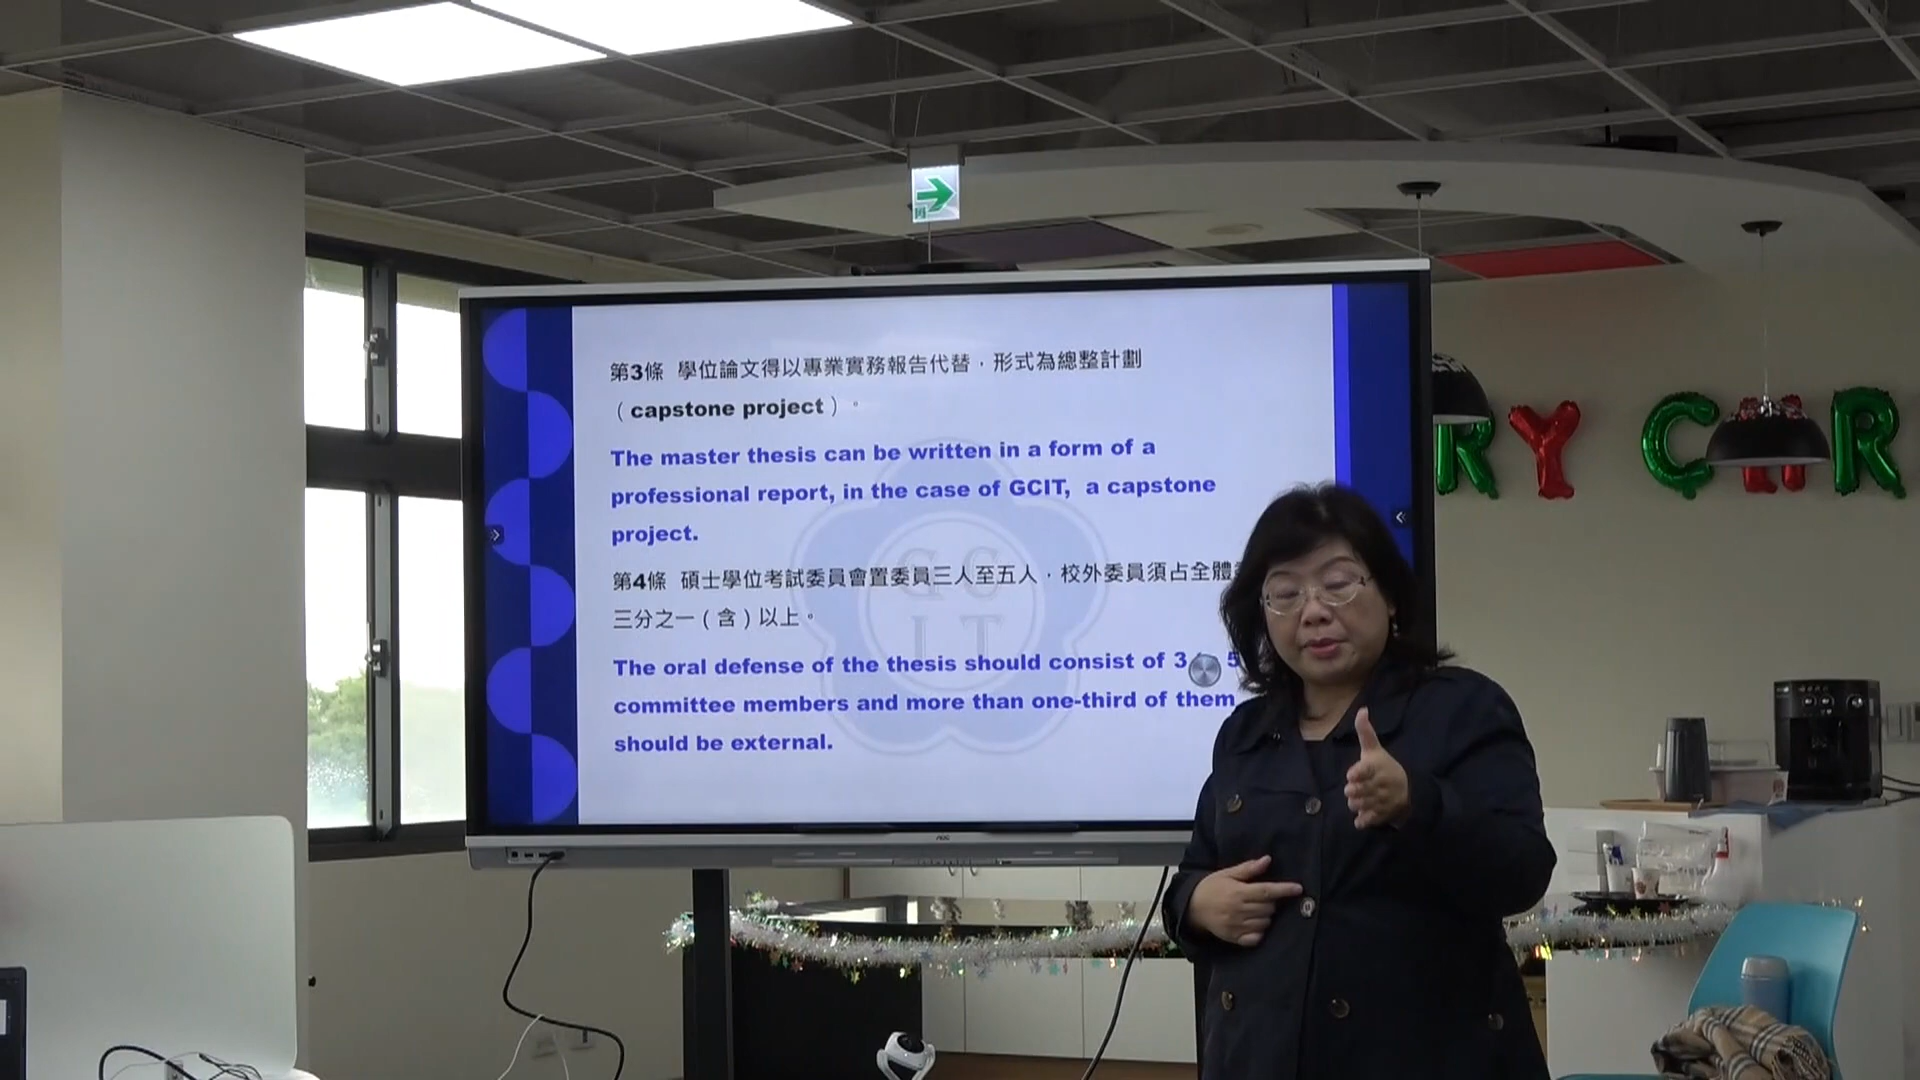 第3條 學位論文得以專業實務報告代替，形式為總整計劃
（capstone project）。
The master thesis can be written in a form of a
professional report, in the case of GCIT, a capstone
project.
第4條 碩士學位考試委員會置委員三人至五人，校外委員須占全體
三分之一（含）以上。
The oral defense of the thesis should consist of 3 5
committee members and more than one-third of them
should be external.
GC
IT
AOC
RY C R